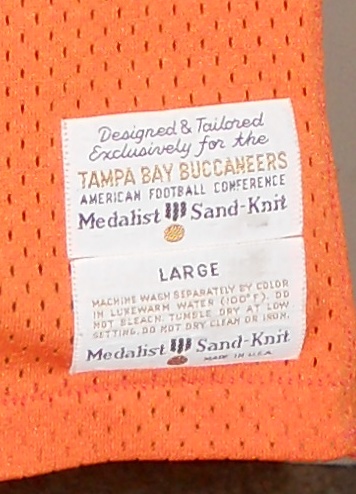 Designed & Tailored
Exclusively for the
TAMPA BAY BUCCANEERS
AMERICAN FOOTBALL CONFERENCE
Medalist Sand-Knit
LARGE
MACHINE WASH SEPARATELY BY COLOR
IN LUKEWARM WATER (100°F). DO
NOT BLEACH. TUMBLE DRY AT LOW
SETTING. DO NOT DRY CLEAN OR IRON.
Medalist Sand-Knit
MADE IN U.S.A.